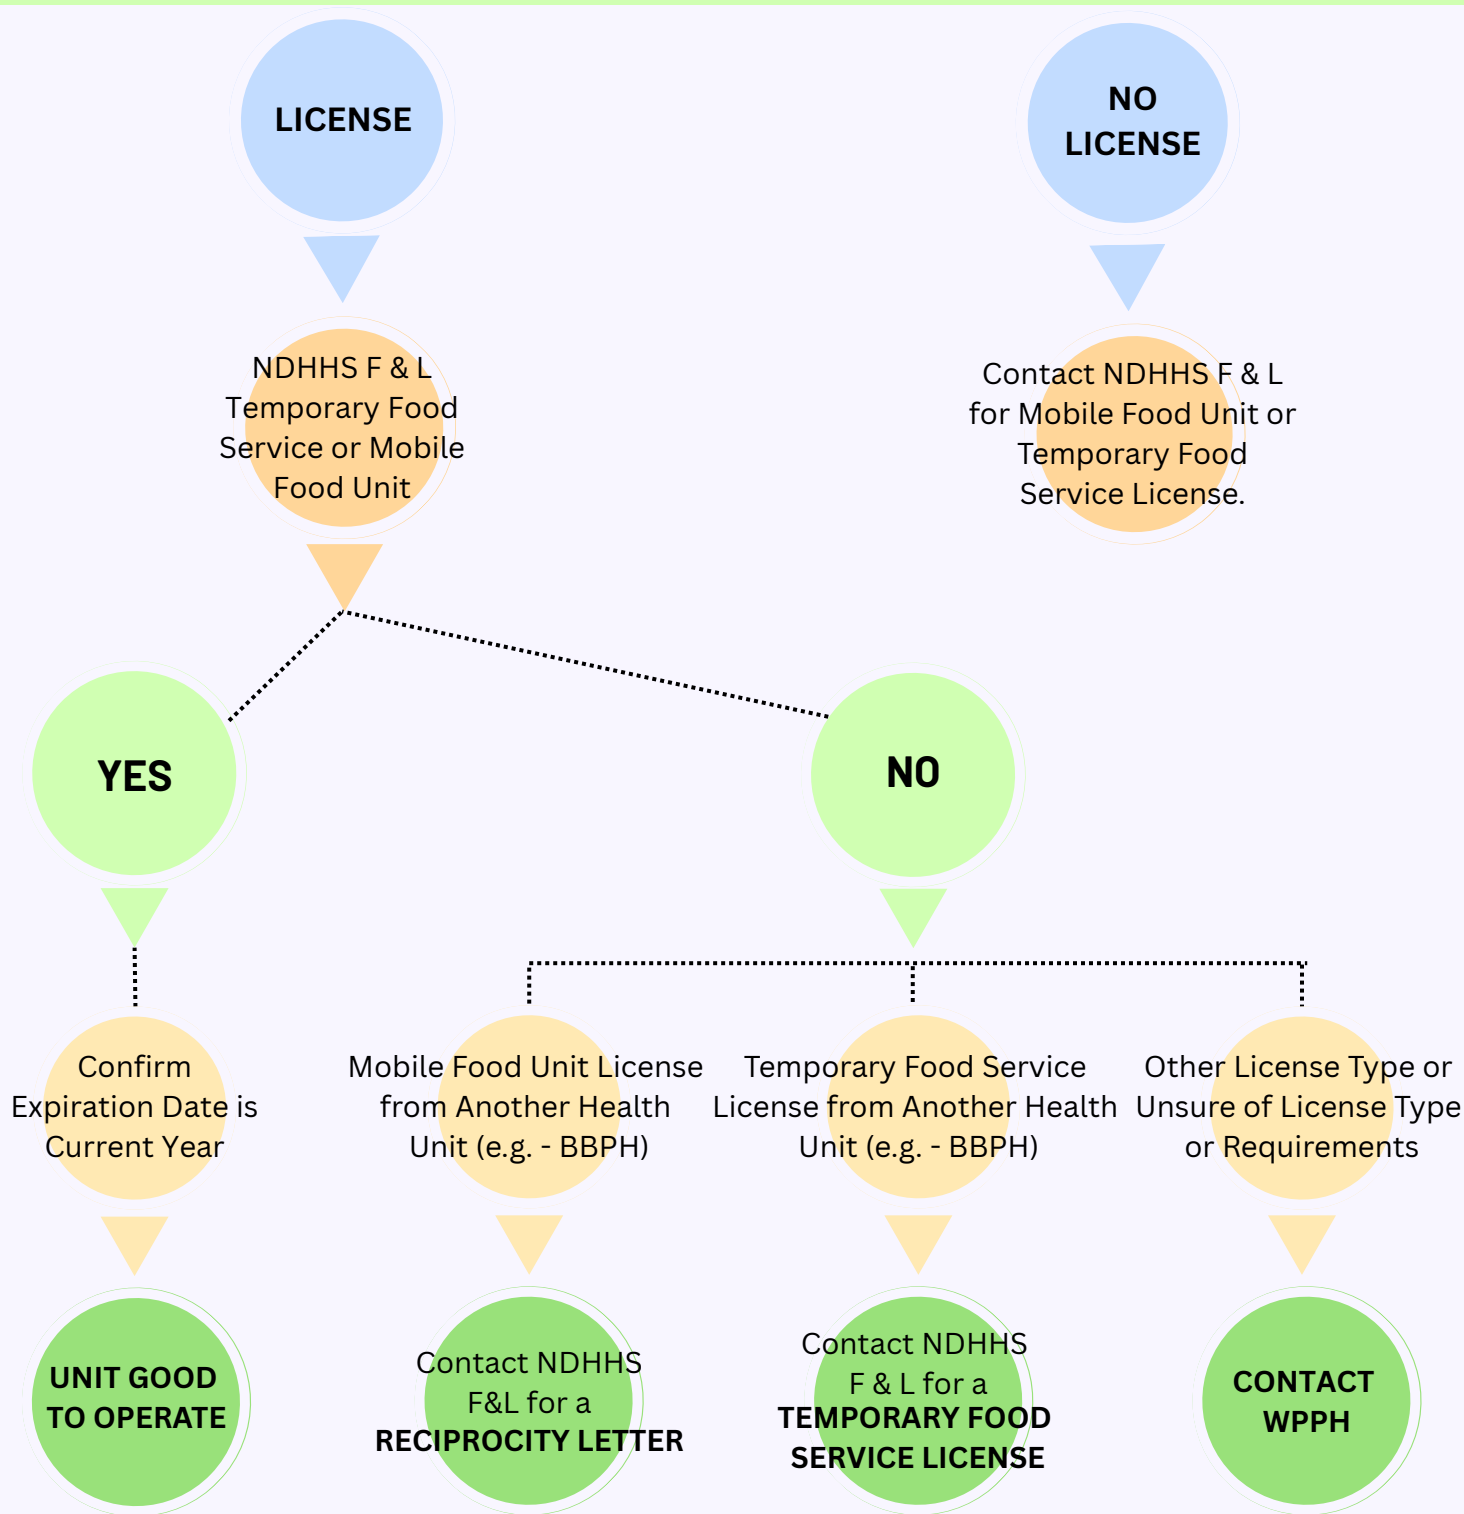 LICENSE
NO
LICENSE
NDHHS F & L
Temporary Food
Service or Mobile
Food Unit
Contact NDHHS F & L
for Mobile Food Unit or
Temporary Food
Service License.
YES
NO
Confirm
Expiration Date is
Current Year
Mobile Food Unit License
from Another Health
Unit (e.g. - BBPH)
Temporary Food Service
License from Another Health
Unit (e.g. - BBPH)
Other License Type or
Unsure of License Type
or Requirements
UNIT GOOD
TO OPERATE
Contact NDHHS
F&L for a
RECIPROCITY LETTER
Contact NDHHS
F & L for a
TEMPORARY FOOD
SERVICE LICENSE
CONTACT
WPPH